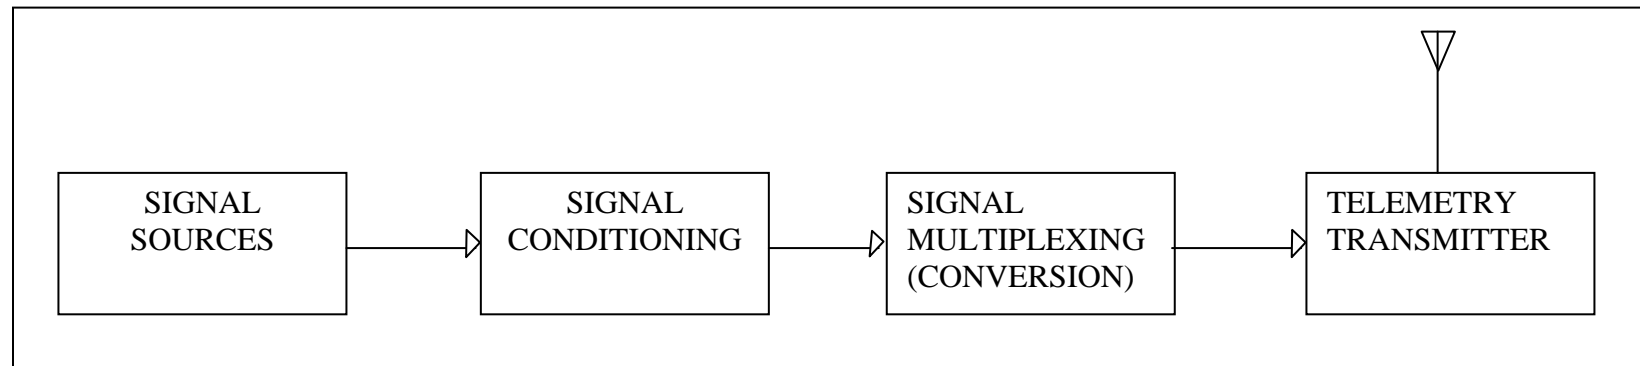 SIGNAL
SOURCES
SIGNAL
CONDITIONING
SIGNAL
MULTIPLEXING
(CONVERSION)
TELEMETRY
TRANSMITTER